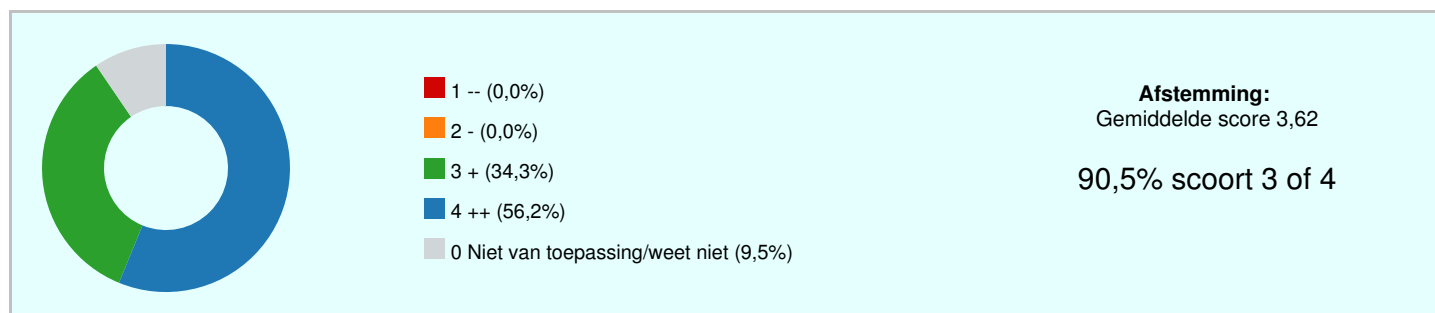 1 -- (0,0%)
2 - (0,0%)
3 + (34,3%)
4 ++ (56,2%)
0 Niet van toepassing/weet niet (9,5%)
Afstemming:
Gemiddelde score 3,62
90,5% scoort 3 of 4